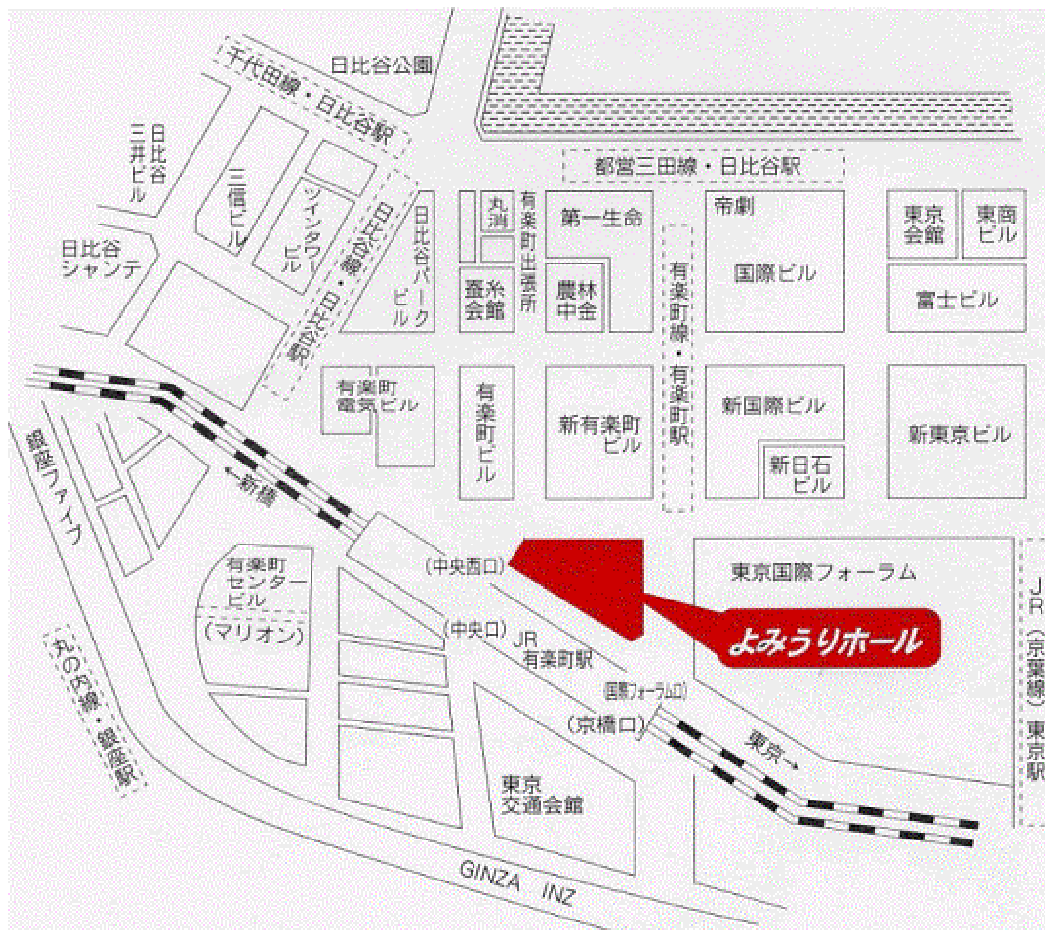 日比谷公園
千代田線・日比谷駅
日比谷
三井ビル
三信ビル
ツインタワー
ビル
日比谷線・日比谷駅
日比谷パーク
ビル
丸消
有楽町出張所
都営三田線・日比谷駅
第一生命
帝劇
国際ビル
東京
会館
東商
ビル
日比谷
シャンテ
蚕糸
会館
農林
中金
有楽町線・有楽町駅
富士ビル
有楽町
電気ビル
有楽町ビル
新有楽町
ビル
新国際ビル
新日石
ビル
新東京ビル
銀座ファイブ
←新橋
有楽町
センター
ビル
(マリオン)
(中央西口)
(中央口)
JR
有楽町駅
東京国際フォーラム
よみうりホール
JR(京葉線)東京駅
(国際フォーラム口)
(京橋口)
東京→
丸の内線・銀座駅
東京
交通会館
GINZA INZ